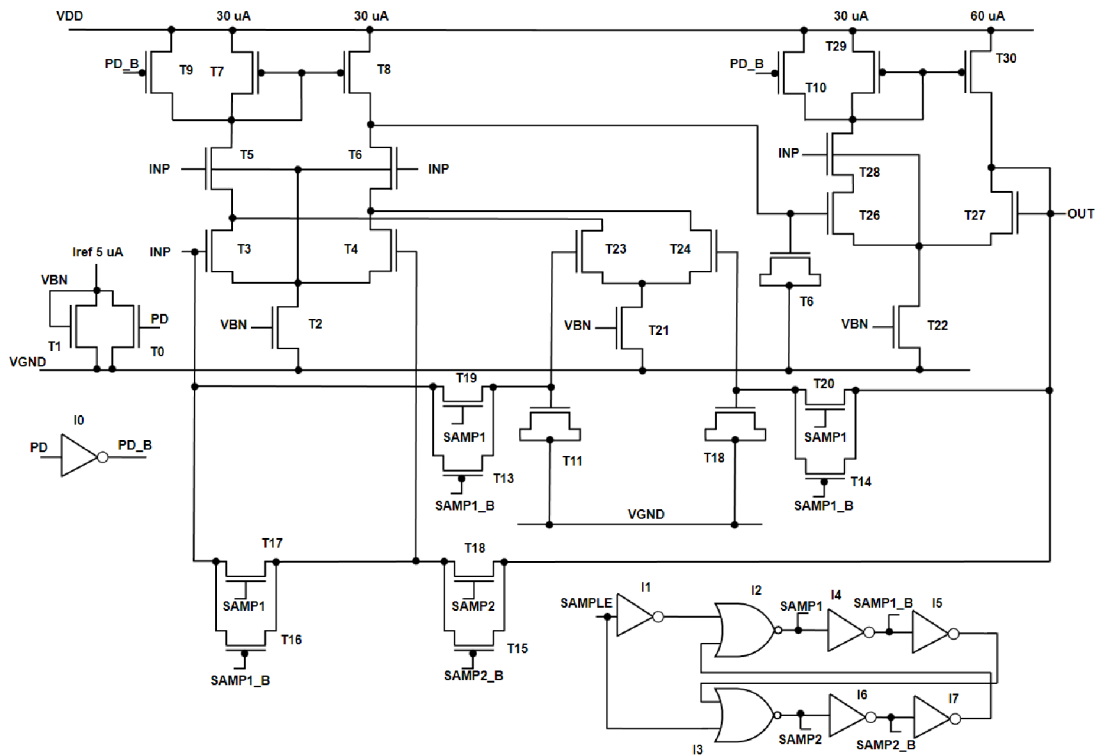 VDD
30 uA
30 uA
30 uA
60 uA
PD_B
T9
T7
T8
PD_B
T10
T29
T30
INP
T5
T6
INP
INP
T28
T26
T27
OUT
INP
T3
T4
T23
T24
Iref 5 uA
VBN
T1
T0
PD
VBN
T2
VBN
T21
T6
VBN
T22
VGND
T19
SAMP1
T13
SAMP1_B
T11
T18
T20
SAMP1
T14
SAMP1_B
VGND
I0
PD
PD_B
T17
SAMP1
T16
SAMP1_B
T18
SAMP2
T15
SAMP2_B
SAMPLE
I1
I2
SAMP1
I4
SAMP1_B
I5
I3
SAMP2
I6
SAMP2_B
I7